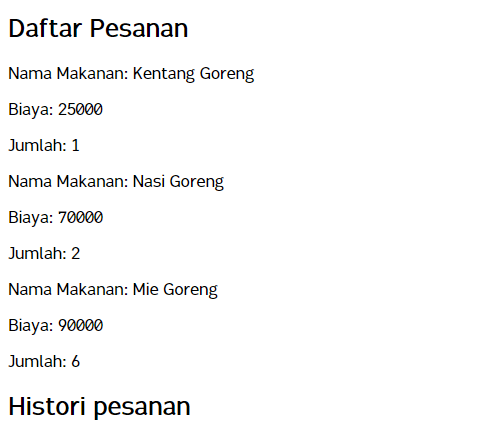 Daftar Pesanan
Nama Makanan: Kentang Goreng
Biaya: 25000
Jumlah: 1
Nama Makanan: Nasi Goreng
Biaya: 70000
Jumlah: 2
Nama Makanan: Mie Goreng
Biaya: 90000
Jumlah: 6
Histori pesanan